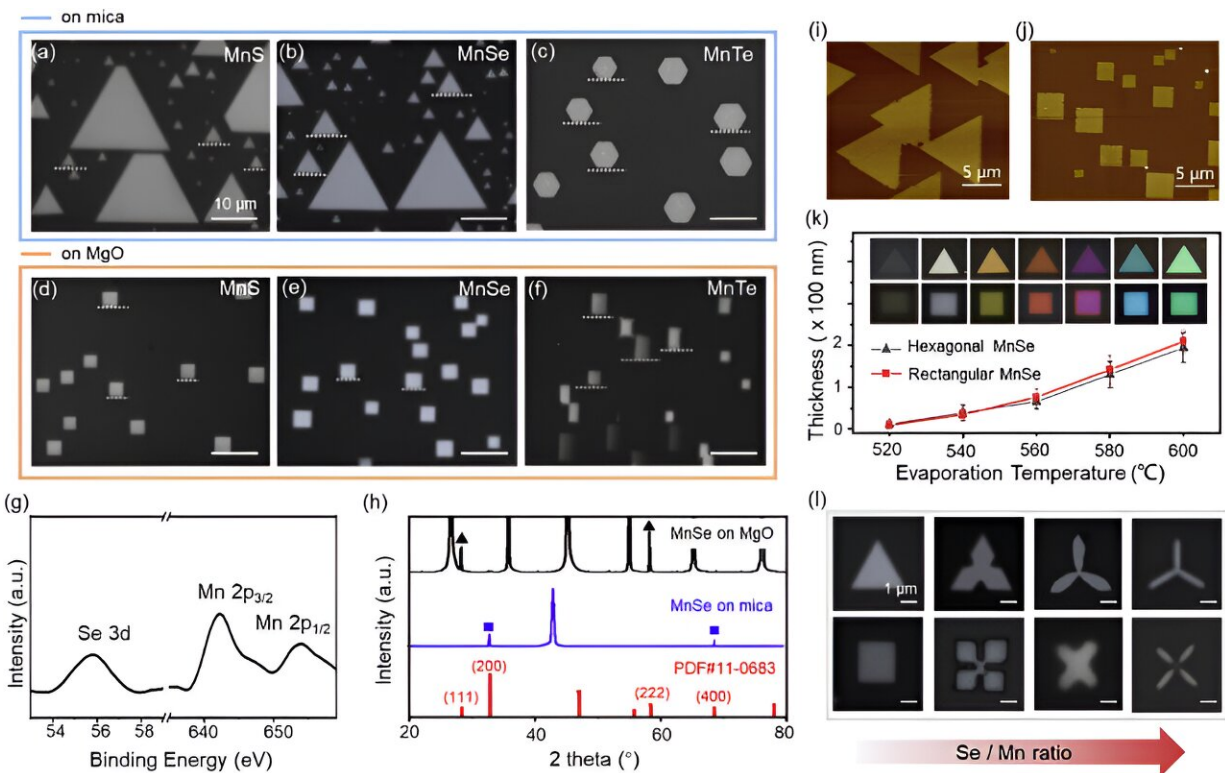 on mica
(a) MnS
10 µm
(b) MnSe
(c) MnTe
on MgO
(d) MnS
(e) MnSe
(f) MnTe
(g)
Intensity (a.u.)
Se 3d
Mn 2p3/2
Mn 2p1/2
54 56 58 640 650
Binding Energy (eV)
(h)
Intensity (a.u.)
MnSe on MgO
MnSe on mica
PDF#11-0683
(111)
(200)
(222)
(400)
20 40 60 80
2 theta (°)
(i)
5 µm
(j)
5 µm
(k)
Thickness ( x 100 nm)
2
1
0
Hexagonal MnSe
Rectangular MnSe
520 540 560 580 600
Evaporation Temperature (℃)
(l)
1 µm
Se / Mn ratio